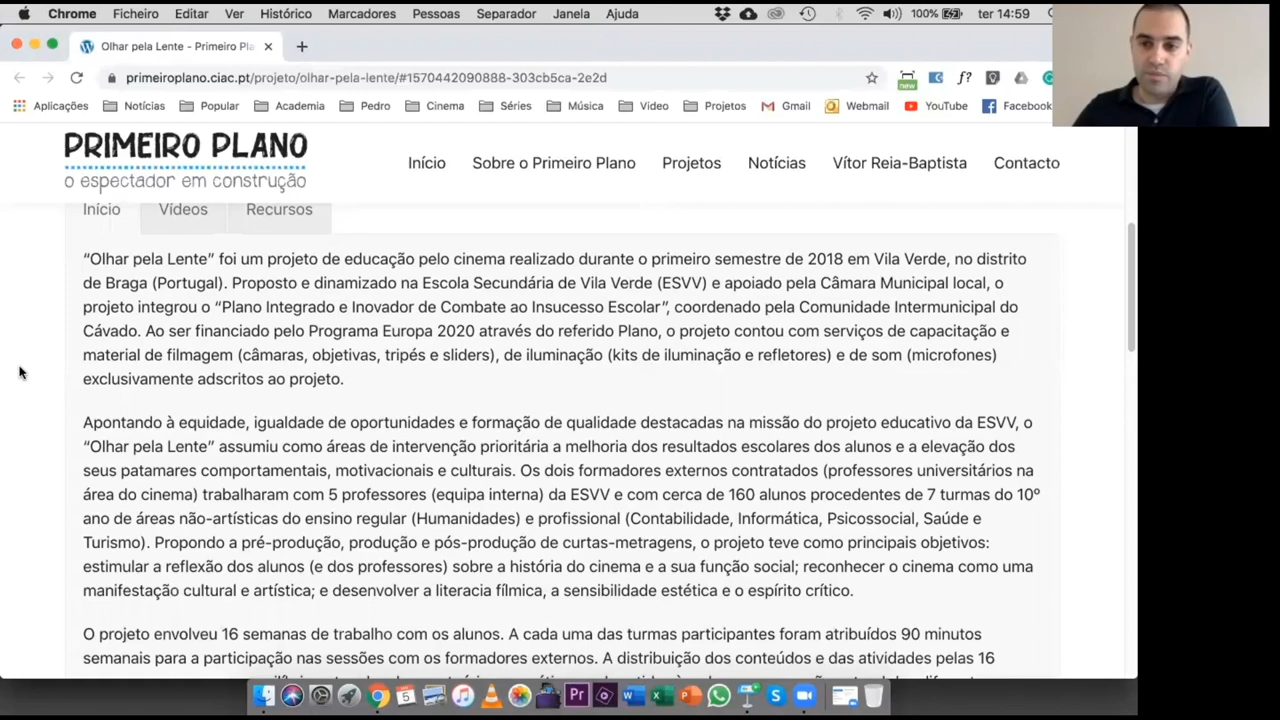 Chrome Ficheiro Editar Ver Histórico Marcadores Pessoas Separador Janela Ajuda 100% ter 14:59
Olhar pela Lente - Primeiro Pla
primeiroplano.ciac.pt/projeto/olhar-pela-lente/#1570442090888-303cb5ca-2e2d
new
f?
Aplicações Notícias Popular Academia Pedro Cinema Séries Música Vídeo Projetos Gmail Webmail YouTube Facebook
PRIMEIRO PLANO
o espectador em construção
Início Sobre o Primeiro Plano Projetos Notícias Vítor Reia-Baptista Contacto
Início Vídeos Recursos
“Olhar pela Lente” foi um projeto de educação pelo cinema realizado durante o primeiro semestre de 2018 em Vila Verde, no distrito
de Braga (Portugal). Proposto e dinamizado na Escola Secundária de Vila Verde (ESVV) e apoiado pela Câmara Municipal local, o
projeto integrou o “Plano Integrado e Inovador de Combate ao Insucesso Escolar”, coordenado pela Comunidade Intermunicipal do
Cávado. Ao ser financiado pelo Programa Europa 2020 através do referido Plano, o projeto contou com serviços de capacitação e
material de filmagem (câmaras, objetivas, tripés e sliders), de iluminação (kits de iluminação e refletores) e de som (microfones)
exclusivamente adscritos ao projeto.
Apontando à equidade, igualdade de oportunidades e formação de qualidade destacadas na missão do projeto educativo da ESVV, o
“Olhar pela Lente” assumiu como áreas de intervenção prioritária a melhoria dos resultados escolares dos alunos e a elevação dos
seus patamares comportamentais, motivacionais e culturais. Os dois formadores externos contratados (professores universitários na
área do cinema) trabalharam com 5 professores (equipa interna) da ESVV e com cerca de 160 alunos procedentes de 7 turmas do 10º
ano de áreas não-artísticas do ensino regular (Humanidades) e profissional (Contabilidade, Informática, Psicossocial, Saúde e
Turismo). Propondo a pré-produção, produção e pós-produção de curtas-metragens, o projeto teve como principais objetivos:
estimular a reflexão dos alunos (e dos professores) sobre a história do cinema e a sua função social; reconhecer o cinema como uma
manifestação cultural e artística; e desenvolver a literacia fílmica, a sensibilidade estética e o espírito crítico.
O projeto envolveu 16 semanas de trabalho com os alunos. A cada uma das turmas participantes foram atribuídos 90 minutos
semanais para a participação nas sessões com os formadores externos. A distribuição dos conteúdos e das atividades pelas 16
5 Pr W X P S